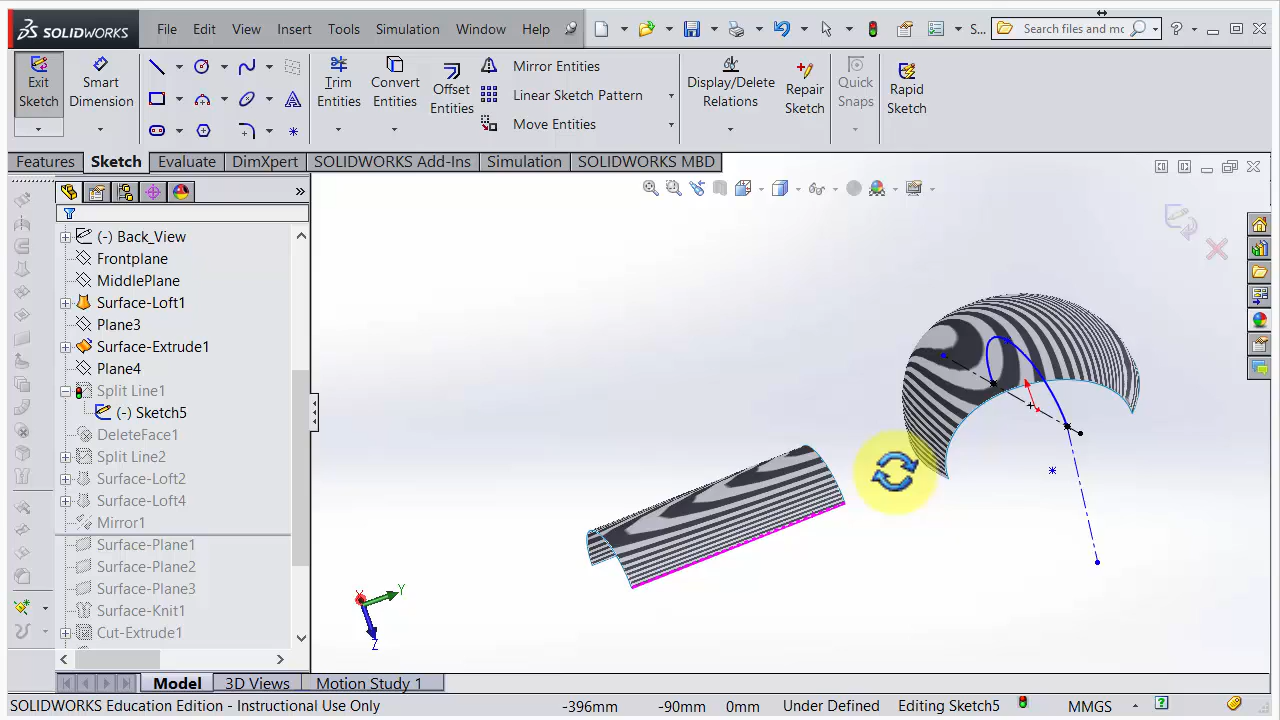 SOLIDWORKS File Edit View Insert Tools Simulation Window Help S... Search files and mo ?
Exit Sketch
Smart Dimension
Trim Entities
Convert Entities
Offset Entities
Mirror Entities
Linear Sketch Pattern
Move Entities
Display/Delete Relations
Repair Sketch
Quick Snaps
Rapid Sketch
Features Sketch Evaluate DimXpert SOLIDWORKS Add-Ins Simulation SOLIDWORKS MBD
(-) Back_View
Frontplane
MiddlePlane
Surface-Loft1
Plane3
Surface-Extrude1
Plane4
Split Line1
(-) Sketch5
DeleteFace1
Split Line2
Surface-Loft2
Surface-Loft4
Mirror1
Surface-Plane1
Surface-Plane2
Surface-Plane3
Surface-Knit1
Cut-Extrude1
X
Y
Z
Model 3D Views Motion Study 1
SOLIDWORKS Education Edition - Instructional Use Only -396mm -90mm 0mm Under Defined Editing Sketch5 MMGS ?